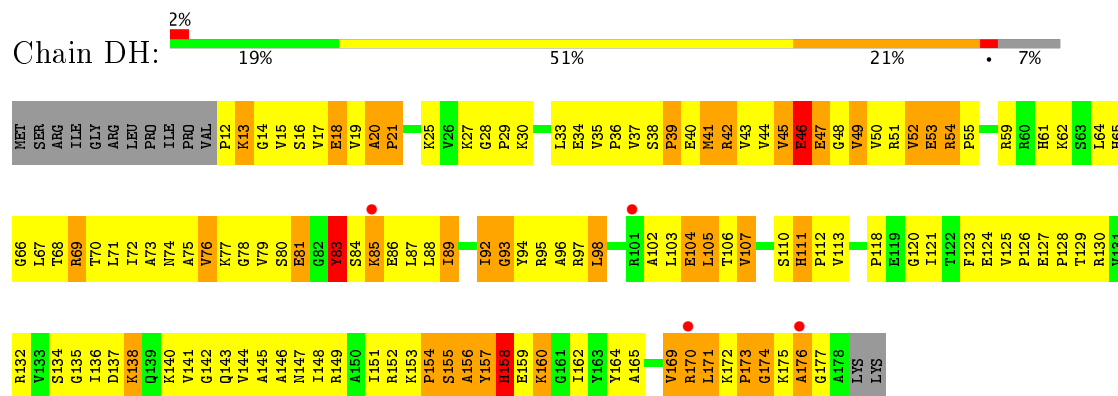 2%
Chain DH:
19% 51% 21% • 7%
MET SER ARG ILE GLY ARG LEU PRO ILE PRO VAL P12 K13 G14 V15 S16 V17 E18 V19 A20 P21 K25 V26 K27 G28 P29 K30 L33 E34 V35 P36 V37 S38 P39 E40 M41 R42 V43 V44 V45 E46 E47 G48 V49 V50 R51 V52 E53 R54 P55 R59 R60 H61 K62 S63 L64 H65
G66 L67 T68 R69 T70 L71 I72 A73 N74 A75 V76 K77 G78 V79 S80 E81 G82 Y83 S84 K85 E86 L87 L88 I89 I92 G93 Y94 R95 A96 R97 L98 R101 A102 L103 E104 L105 T106 V107 S110 H111 P112 V113 P118 E119 G120 I121 T122 F123 E124 V125 P126 E127 P128 T129 R130 V131
R132 V133 S134 G135 I136 D137 K138 Q139 K140 V141 G142 Q143 V144 A145 A146 N147 I148 R149 A150 I151 R152 K153 P154 S155 A156 Y157 H158 E159 K160 G161 I162 Y163 Y164 A165 V169 R170 L171 K172 P173 G174 K175 A176 G177 A178 LYS LYS